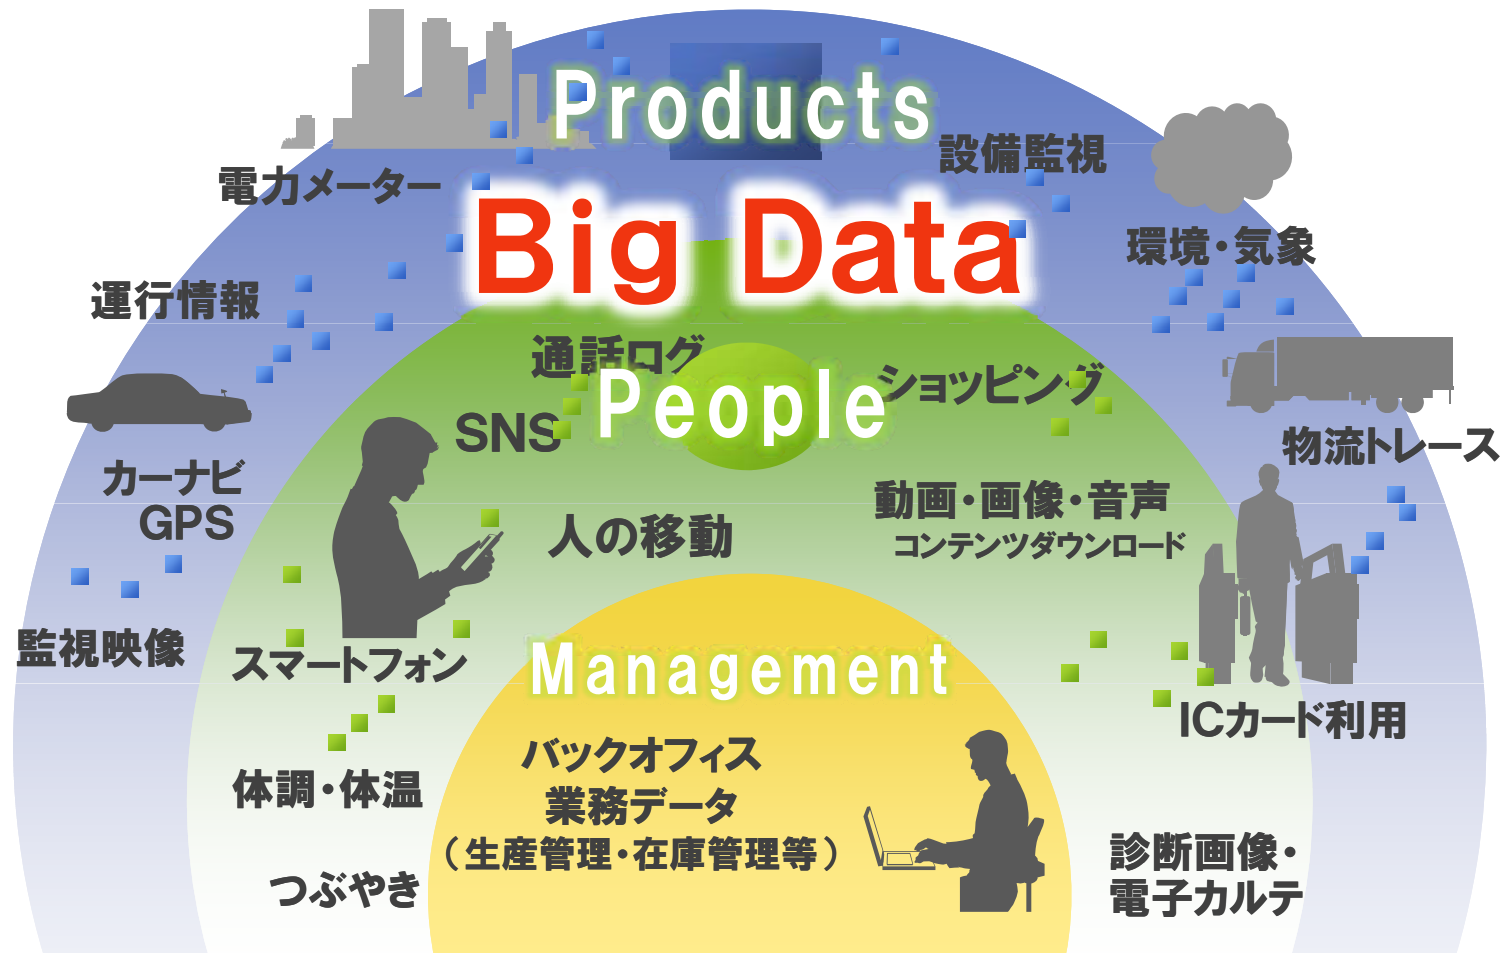 Products
設備監視
電力メーター
Big Data
環境・気象
運行情報
通話ログ
People
ショッピング
SNS
物流トレース
カーナビ
GPS
動画・画像・音声
コンテンツダウンロード
人の移動
監視映像
スマートフォン
Management
ICカード利用
バックオフィス
業務データ
（生産管理・在庫管理等）
体調・体温
つぶやき
診断画像・
電子カルテ